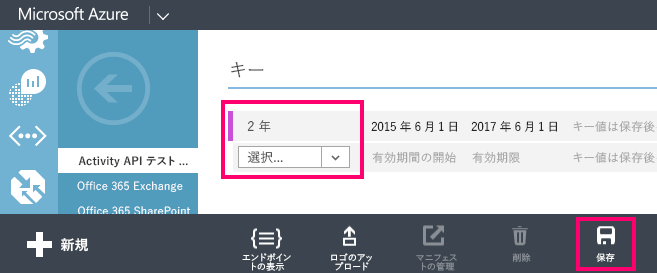 Microsoft Azure
キー
2 年 2015 年 6 月 1 日 2017 年 6 月 1 日 キー値は保存後
選択... 有効期間の開始 有効期限 キー値は保存後
Activity API テスト ...
Office 365 Exchange
Office 365 SharePoint
新規
エンドポイントの表示
ロゴのアップロード
マニフェストの管理
削除
保存